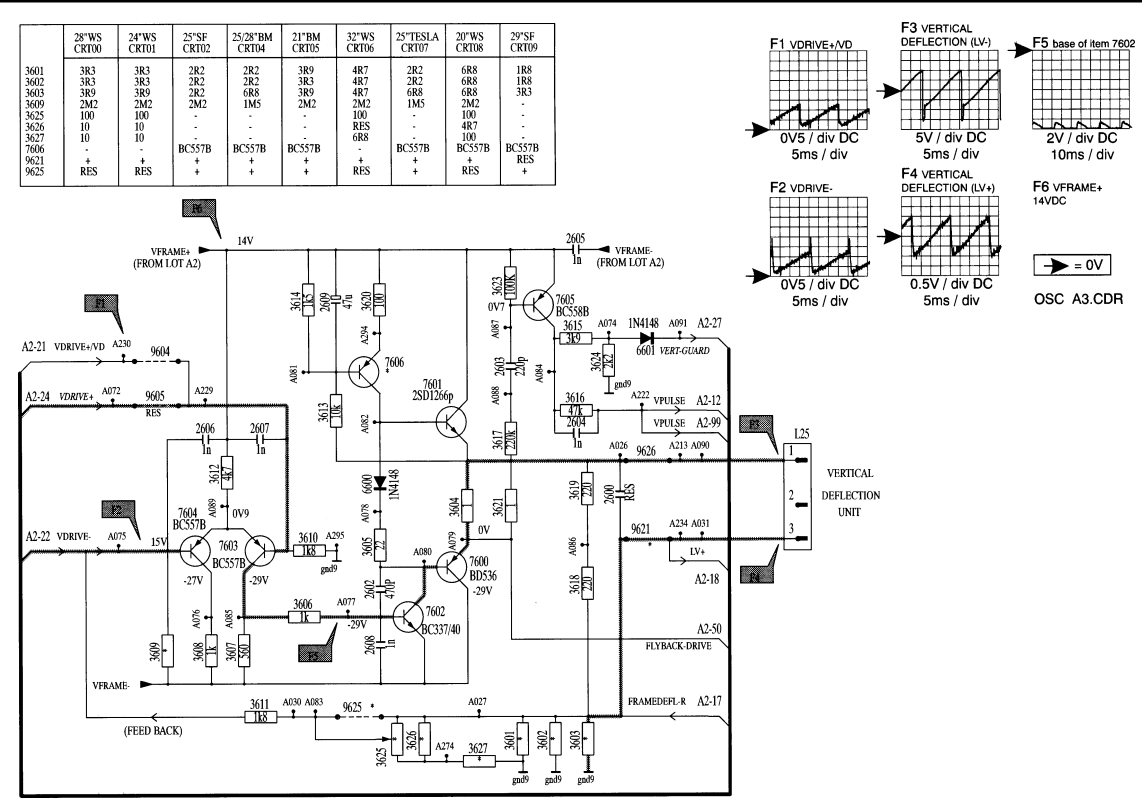 28"WS 24"WS 25"SF 25/28"BM 21"BM 32"WS 25"TESLA 20"WS 29"SF
CRT00 CRT01 CRT02 CRT04 CRT05 CRT06 CRT07 CRT08 CRT09
3601 3R3 3R3 2R2 2R2 3R9 4R7 2R2 6R8 1R8
3602 3R3 3R3 2R2 2R2 3R3 4R7 2R2 6R8 1R8
3603 3R9 3R9 2R2 6R8 3R9 4R7 6R8 6R8 3R3
3609 2M2 2M2 2M2 1M5 2M2 2M2 1M5 2M2 -
3625 100 100 - - - 100 - 100 -
3626 10 10 - - - RES - 4R7 -
3627 10 10 - - - 6R8 - 100 -
7606 - - BC557B BC557B BC557B - BC557B BC557B BC557B
9621 + + + + + + + + RES
9625 RES RES + + + RES + RES +
F1 VDRIVE+/VD
0V5 / div DC
5ms / div
F3 VERTICAL
DEFLECTION (LV-)
5V / div DC
5ms / div
F5 base of item 7602
2V / div DC
10ms / div
F2 VDRIVE-
0V5 / div DC
5ms / div
F4 VERTICAL
DEFLECTION (LV+)
0.5V / div DC
5ms / div
F6 VFRAME+
14VDC
= 0V
OSC A3.CDR
F6
14V
VFRAME+
(FROM LOT A2)
2605
1n
VFRAME-
(FROM LOT A2)
3614
1k5
2609
47u
3620
100
A294
3623
100K
0V7
7605
BC558B
A087
3615
3k9
A074
1N4148
6601
A091
A2-27
VERT-GUARD
3624
2k2
gnd9
F1
A2-21
VDRIVE+/VD
A230
9604
A081
7606
*
7601
2SD1266p
2603
220p
A084
A088
A2-24
VDRIVE+
A072
9605
RES
A229
3613
10k
A082
3616
47k
2604
1n
A222
VPULSE
A2-12
VPULSE
A2-99
3617
220k
2606
1n
2607
1n
3612
4k7
A089
0V9
6600
1N4148
A078
A026
9626
A213
A090
F3
L25
1
2
3
VERTICAL
DEFLECTION
UNIT
3604
1
3621
1
3619
220
2600
RES
F2
A2-22
VDRIVE-
A075
15V
7604
BC557B
7603
BC557B
-27V
-29V
3610
1k8
A295
gnd9
3605
22
A080
A079
0V
7600
BD536
-29V
A086
3618
220
9621
*
A234
A031
LV+
A2-18
F4
2602
470P
3606
1k
A077
-29V
F5
7602
BC337/40
2608
1n
A076
A085
3609
*
3608
1k
3607
560
A2-50
FLYBACK-DRIVE
VFRAME-
3611
1k8
A030
A083
9625
*
A027
FRAMEDEFL-R
A2-17
(FEED BACK)
3625
*
3626
*
A274
3627
*
3601
*
3602
*
3603
*
gnd9
gnd9
gnd9